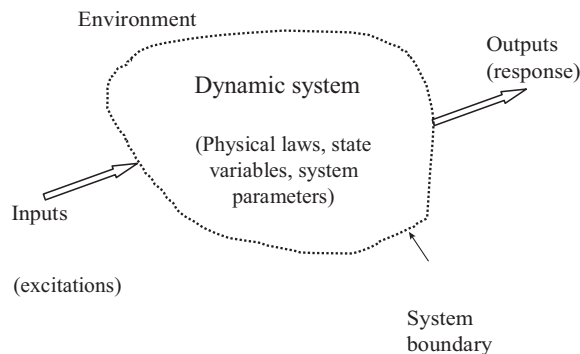 Environment
Outputs
(response)
Dynamic system
(Physical laws, state
variables, system
parameters)
Inputs
(excitations)
System
boundary